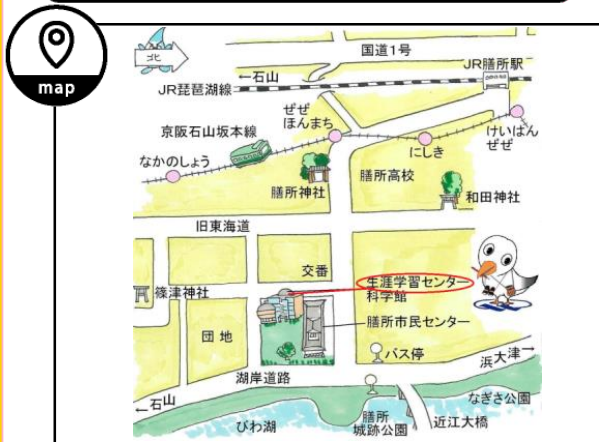 map
北
国道1号
←石山
JR膳所駅
JR琵琶湖線
ぜぜ
ほんまち
京阪石山坂本線
けいはん
ぜぜ
にしき
なかのしょう
膳所神社
膳所高校
和田神社
旧東海道
交番
生涯学習センター
科学館
篠津神社
膳所市民センター
団地
バス停
浜大津→
湖岸道路
←石山
なぎさ公園
びわ湖
膳所
城跡公園
近江大橋